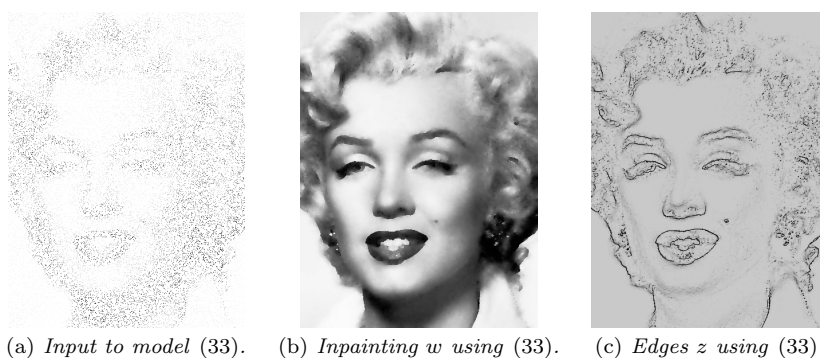 (a) Input to model (33). (b) Inpainting w using (33). (c) Edges z using (33)